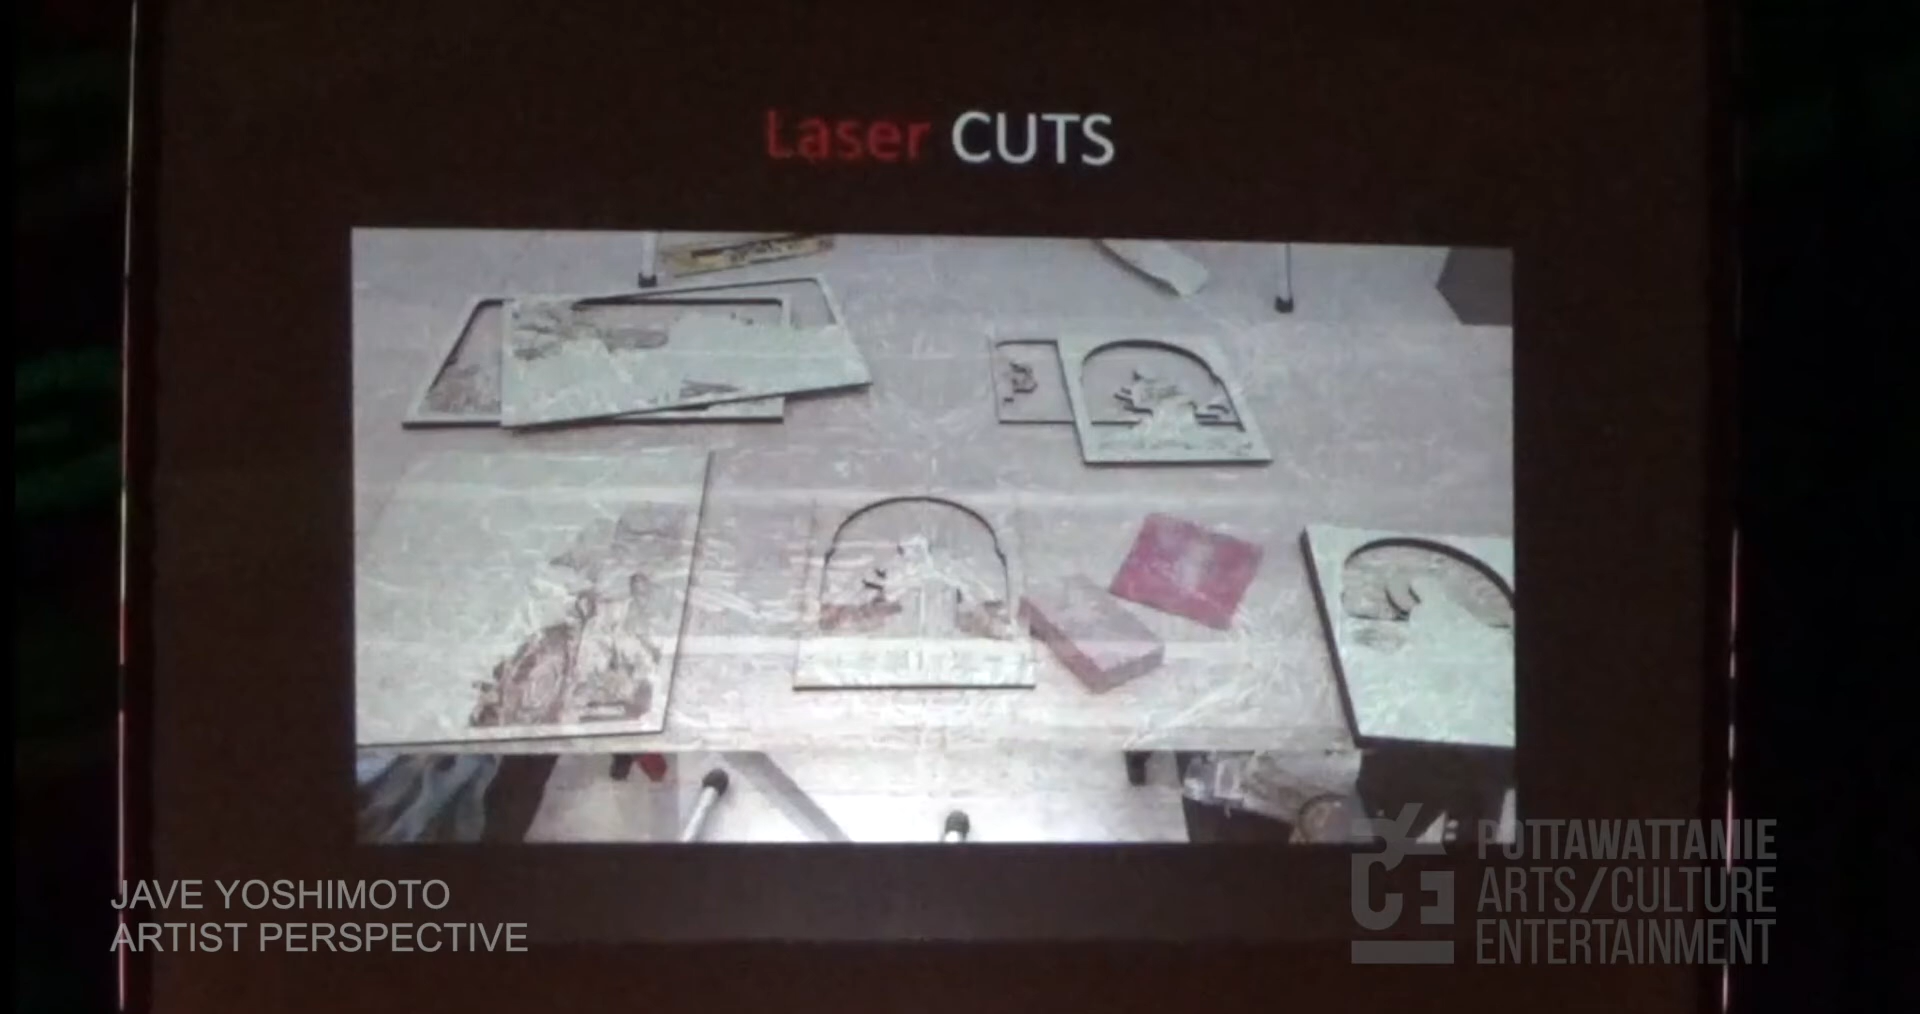 Laser CUTS
JAVE YOSHIMOTO
ARTIST PERSPECTIVE
POTTAWATTAMIE
ARTS/CULTURE
ENTERTAINMENT